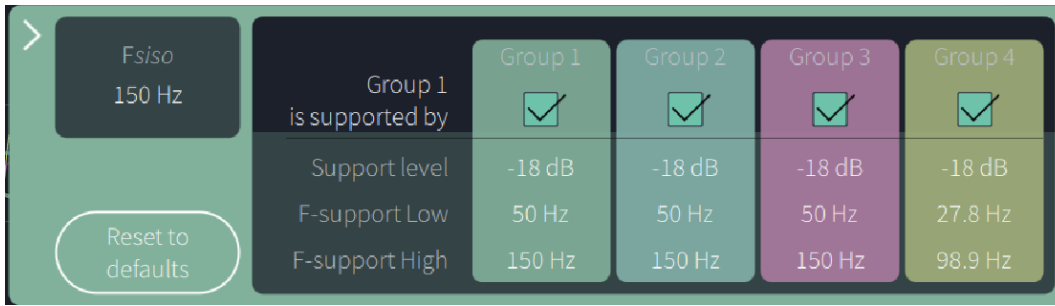 Fsiso
150 Hz
Reset to
defaults
Group 1 Group 2 Group 3 Group 4
Group 1
is supported by
Support level -18 dB -18 dB -18 dB -18 dB
F-support Low 50 Hz 50 Hz 50 Hz 27.8 Hz
F-support High 150 Hz 150 Hz 150 Hz 98.9 Hz